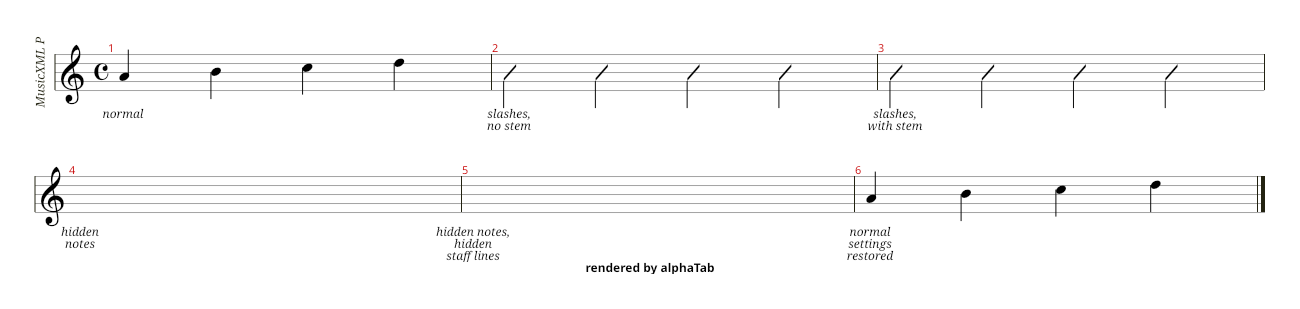 MusicXML P
1
2
3
normal
slashes,
no stem
slashes,
with stem
4
5
6
hidden
notes
hidden notes,
hidden
staff lines
normal
settings
restored
rendered by alphaTab